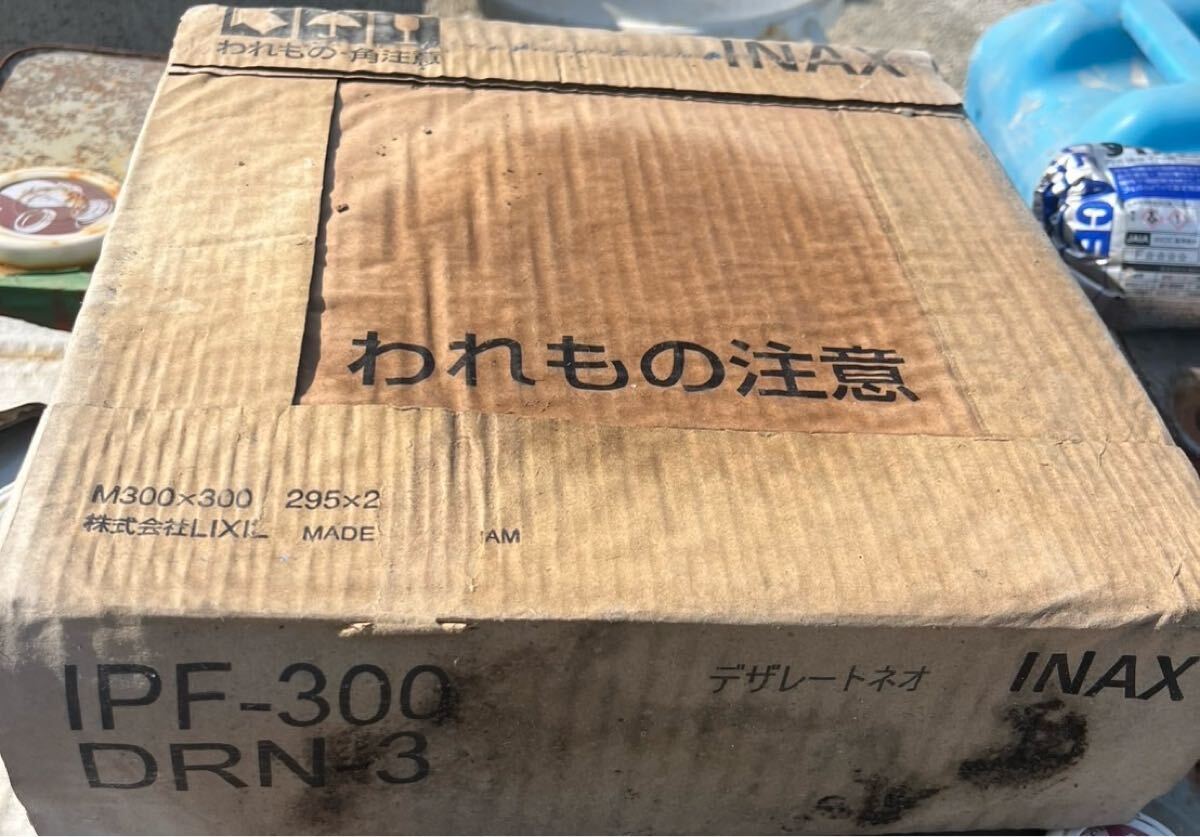 われもの・角注意
INAX
われもの注意
M300×300 295×2
株式会社LIXIL MADE AM
IPF-300
DRN-3
デザレートネオ
INAX
JAIA